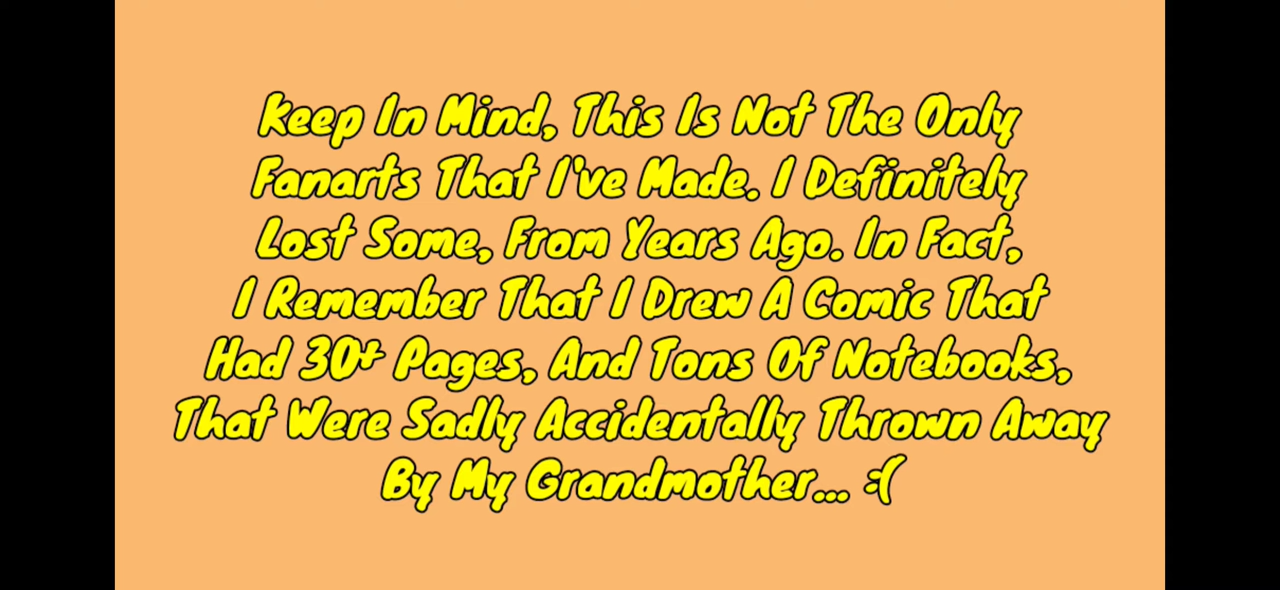 Keep In Mind, This Is Not The Only
Fanarts That I've Made. I Definitely
Lost Some, From Years Ago. In Fact,
I Remember That I Drew A Comic That
Had 30+ Pages, And Tons Of Notebooks,
That Were Sadly Accidentally Thrown Away
By My Grandmother... :(